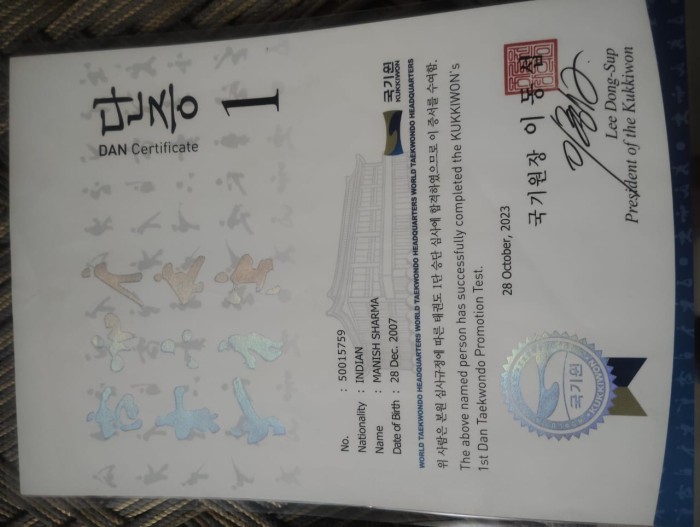 단증
DAN Certificate
1
No. : 50015759
Nationality : INDIAN
Name : MANISH SHARMA
Date of Birth : 28 Dec. 2007
국기원
KUKKIWON
WORLD TAEKWONDO HEADQUARTERS WORLD TAEKWONDO HEADQUARTERS WORLD TAEKWONDO HEADQUARTERS WORLD TAEKWONDO HEADQUARTERS
위 사람은 본원 심사규정에 따른 태권도 1단 승단 심사에 합격하였으므로 이 증서를 수여함.
The above named person has successfully completed the KUKKIWON's
1st Dan Taekwondo Promotion Test.
28 October, 2023
국기원장 이 동 섭
Lee Dong-Sup
President of the Kukkiwon
국기원
KUKKIWON